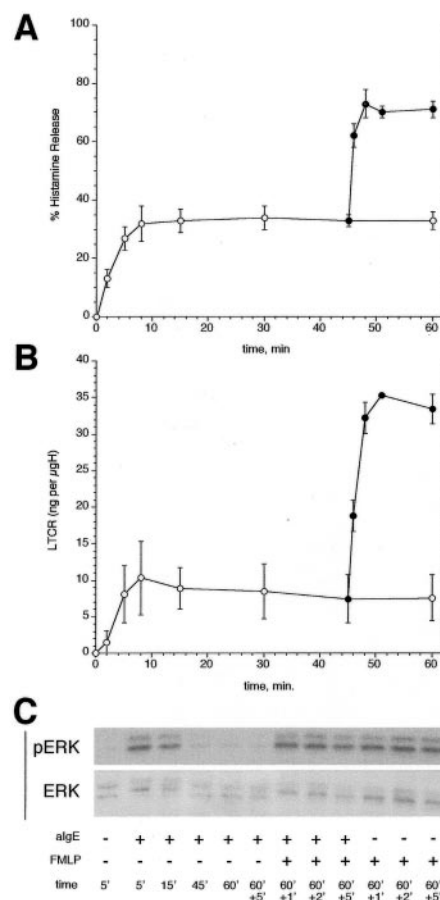 A
% Histamine Release
100
80
60
40
20
0
0 10 20 30 40 50 60
time, min
B
LTCR (ng per µgH)
40
35
30
25
20
15
10
5
0
0 10 20 30 40 50 60
time, min.
C
pERK
ERK
aIgE - + + + + + + + + - - -
FMLP - - - - - - + + + + + +
time 5' 5' 15' 45' 60' 60' 60' 60' 60' 60' 60' 60'
+5' +1' +2' +5' +1' +2' +5'